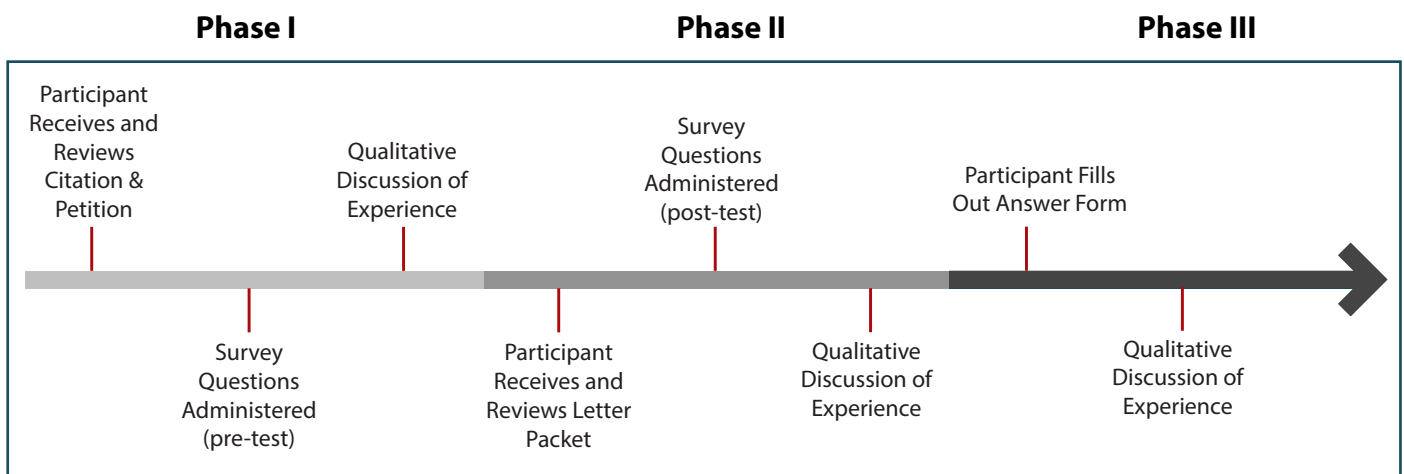 Phase I
Phase II
Phase III
Participant
Receives and
Reviews
Citation &
Petition
Survey
Questions
Administered
(pre-test)
Qualitative
Discussion of
Experience
Participant
Receives and
Reviews Letter
Packet
Survey
Questions
Administered
(post-test)
Qualitative
Discussion of
Experience
Participant Fills
Out Answer Form
Qualitative
Discussion of
Experience